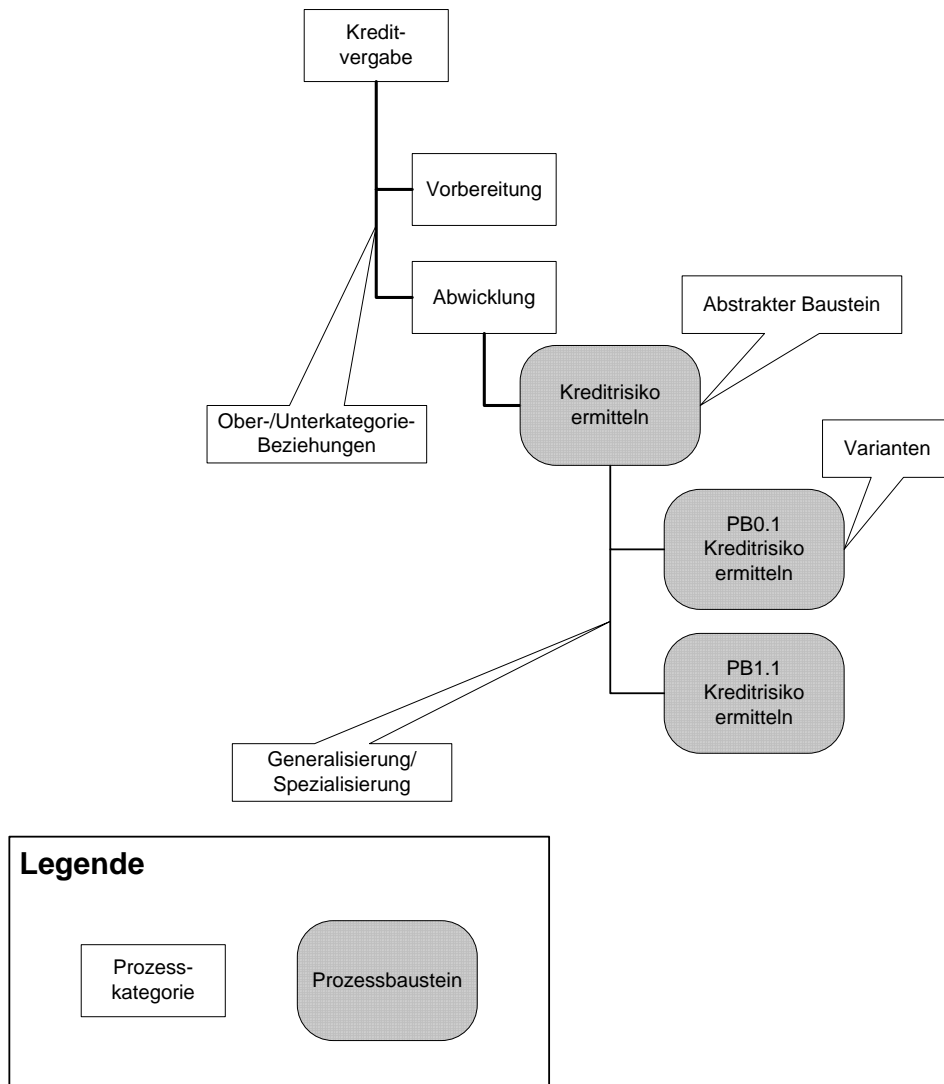 Kredit-
vergabe
Vorbereitung
Abwicklung
Abstrakter Baustein
Kreditrisiko
ermitteln
Ober-/Unterkategorie-
Beziehungen
Varianten
PB0.1
Kreditrisiko
ermitteln
PB1.1
Kreditrisiko
ermitteln
Generalisierung/
Spezialisierung
Legende
Prozess-
kategorie
Prozessbaustein